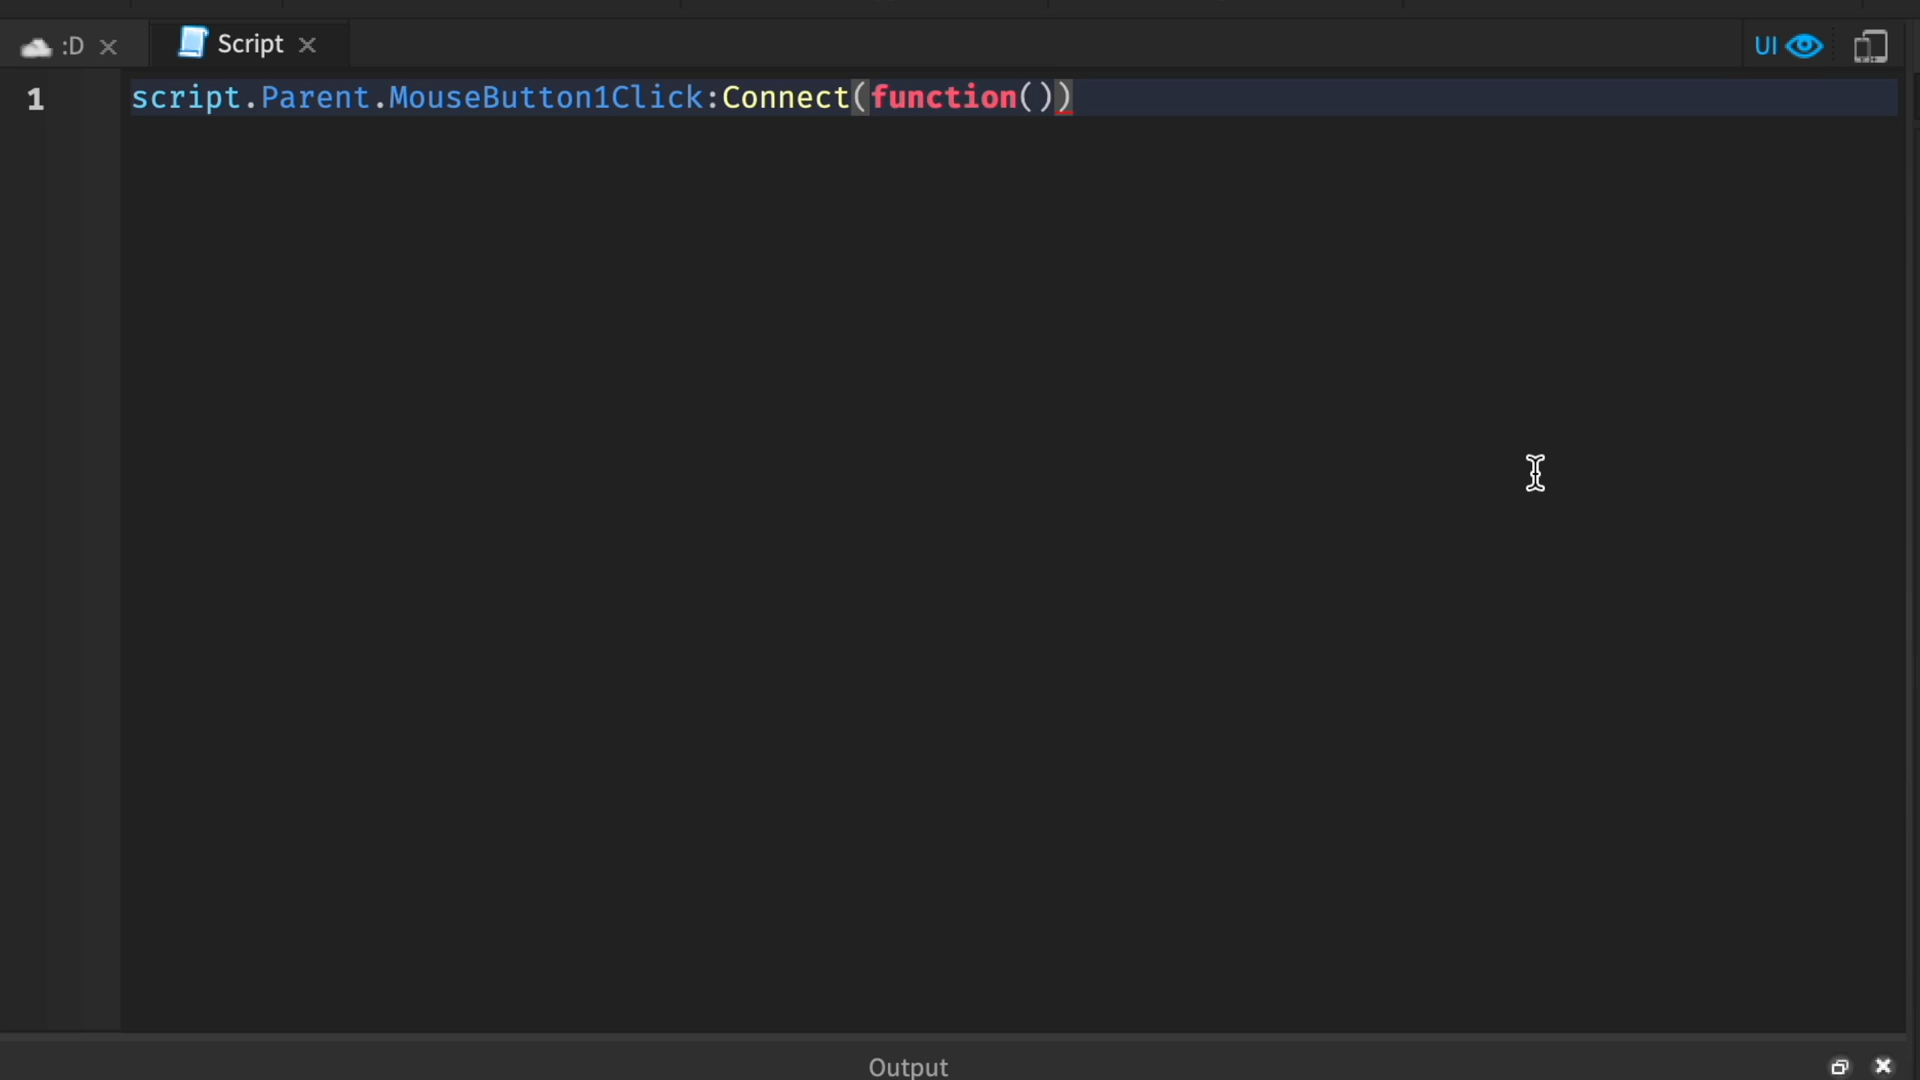 :D Script UI
1 script.Parent.MouseButton1Click:Connect(function())
Output